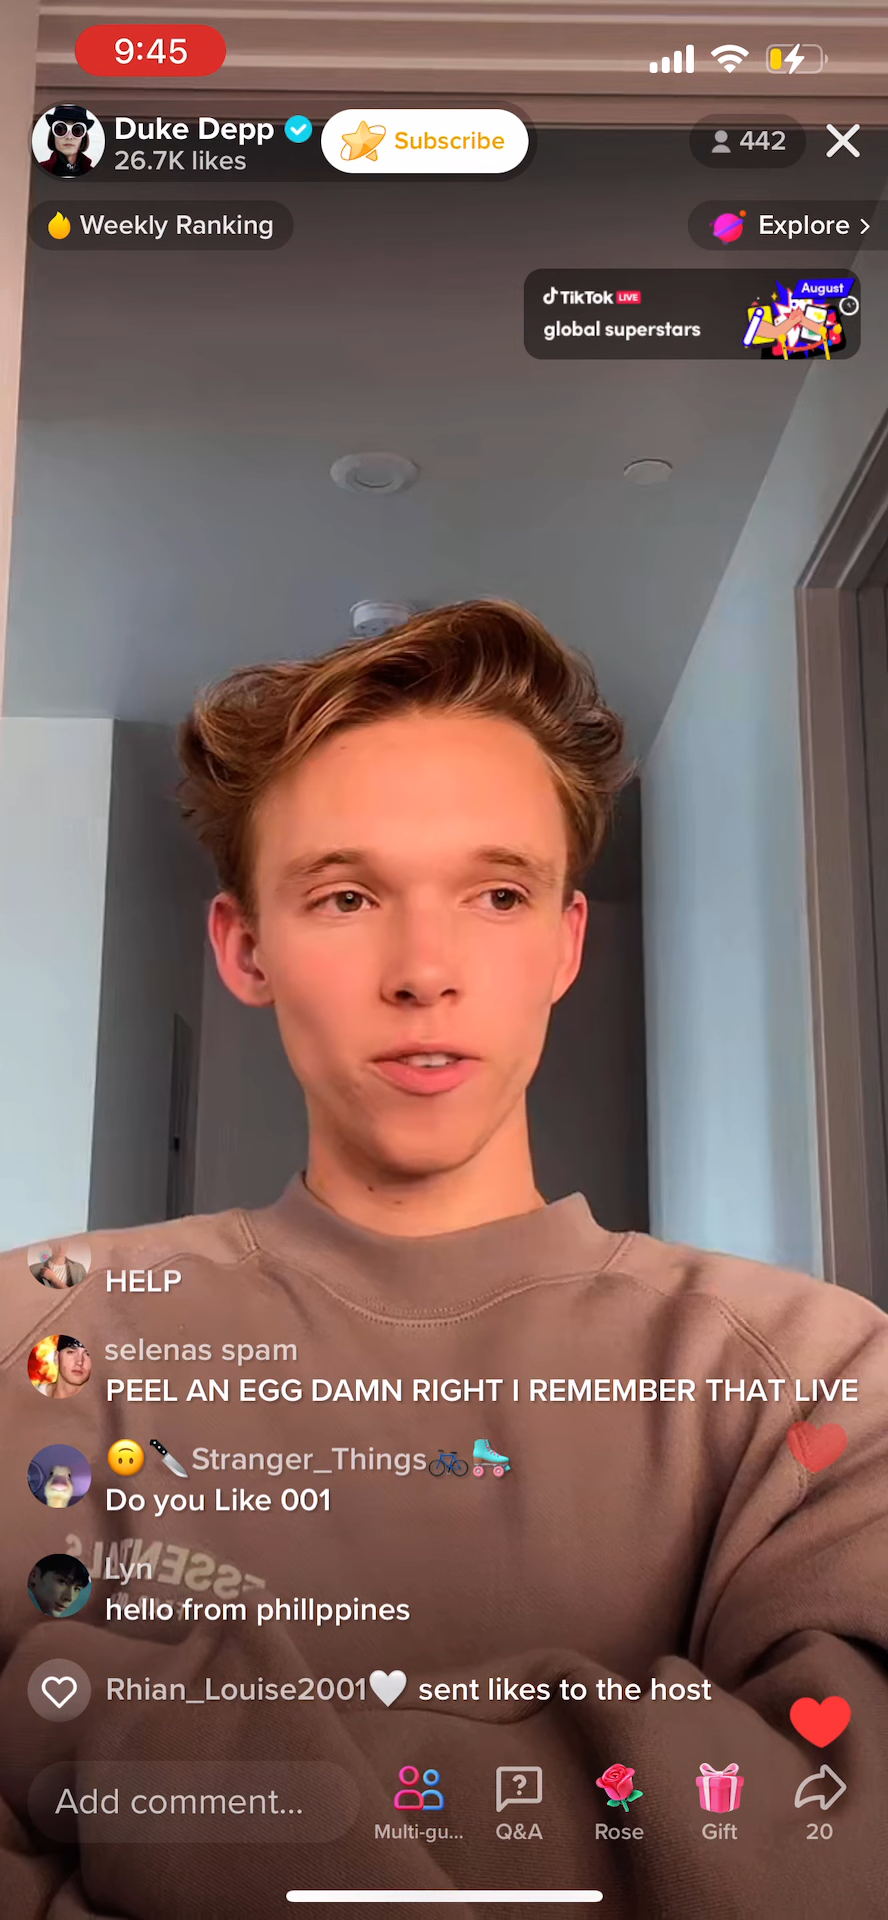 9:45
Duke Depp
26.7K likes
Subscribe
442
Weekly Ranking
Explore >
TikTok LIVE
global superstars
August
HELP
selenas spam
PEEL AN EGG DAMN RIGHT I REMEMBER THAT LIVE
🙃🔪Stranger_Things🚲🛼
Do you Like 001
ESSENTIALS
Lyn
hello from phillppines
Rhian_Louise2001🤍 sent likes to the host
Add comment...
Multi-gu...
Q&A
Rose
Gift
20